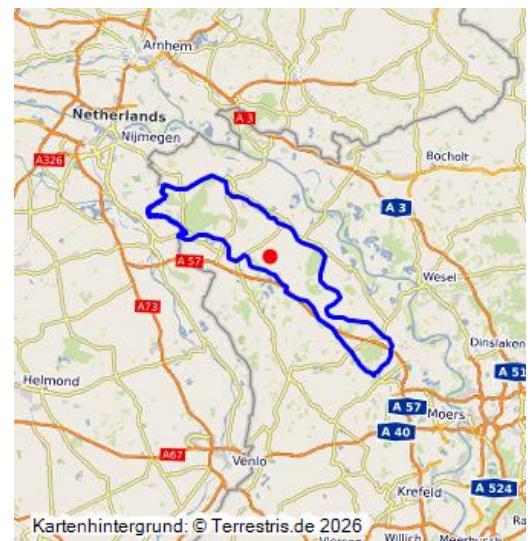 Arnhem
A 3
Netherlands
Nijmegen
A326
Bocholt
A 3
A 57
Wesel
A73
Dinslaken
A 51
Helmond
A 57
Moers
A 40
A67
Venlo
A 524
Krefeld
Kartenhintergrund: © Terrestris.de 2026
Willich